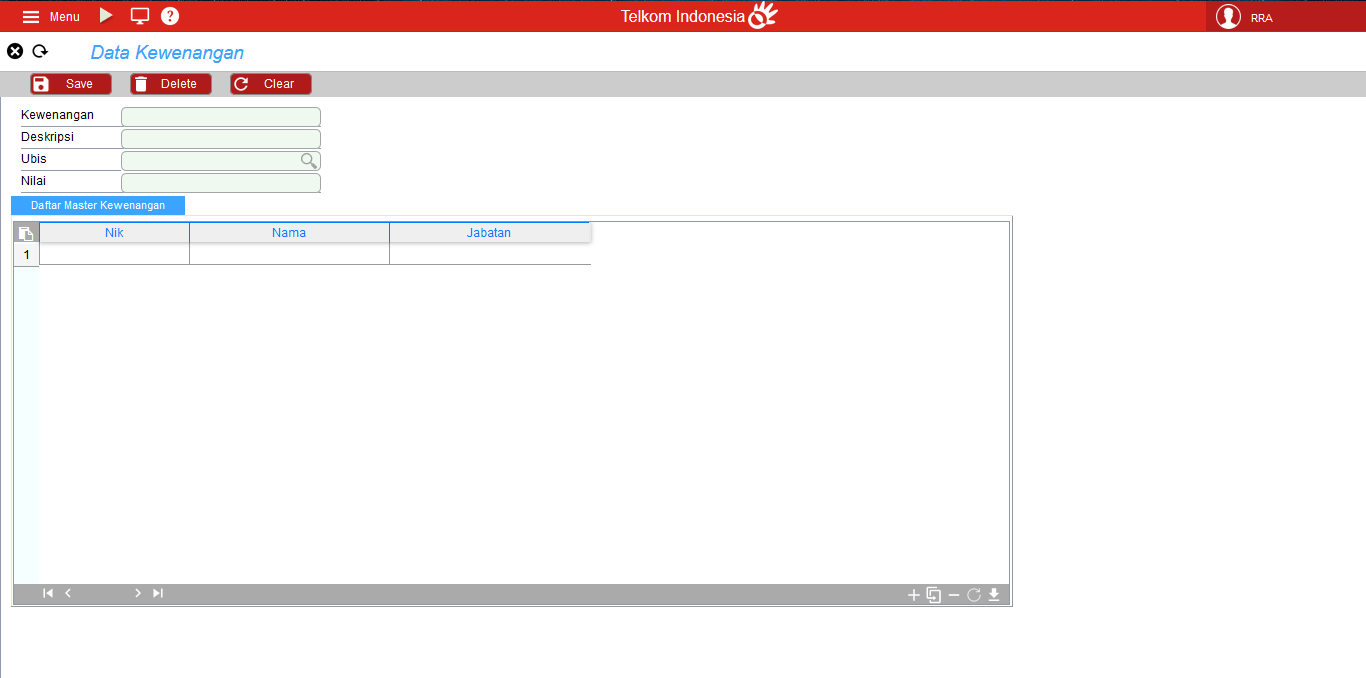 Menu
Telkom Indonesia
RRA
Data Kewenangan
Save Delete Clear
Kewenangan
Deskripsi
Ubis
Nilai
Daftar Master Kewenangan
Nik Nama Jabatan
1